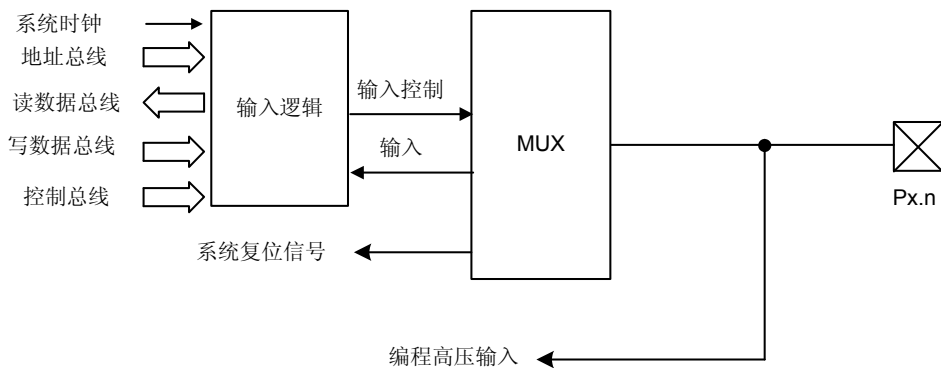 系统时钟
地址总线
读数据总线
写数据总线
控制总线
输入逻辑
输入控制
输入
系统复位信号
MUX
Px.n
编程高压输入